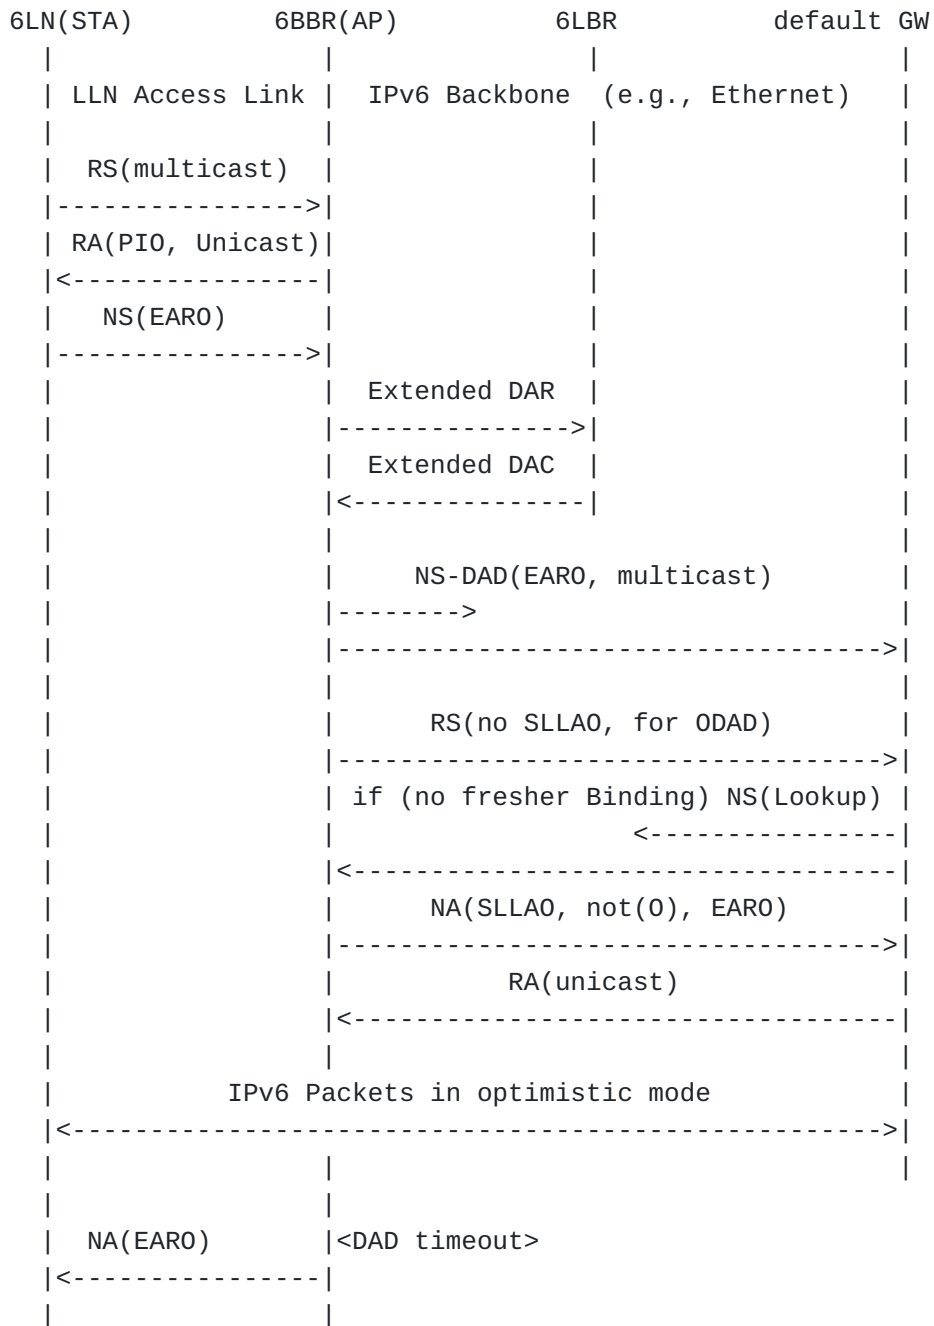 6LN(STA) 6BBR(AP) 6LBR default GW
LLN Access Link IPv6 Backbone (e.g., Ethernet)
RS(multicast)
RA(PIO, Unicast)
NS(EARO)
Extended DAR
Extended DAC
NS-DAD(EARO, multicast)
RS(no SLLAO, for ODAD)
if (no fresher Binding) NS(Lookup)
NA(SLLAO, not(O), EARO)
RA(unicast)
IPv6 Packets in optimistic mode
NA(EARO) <DAD timeout>